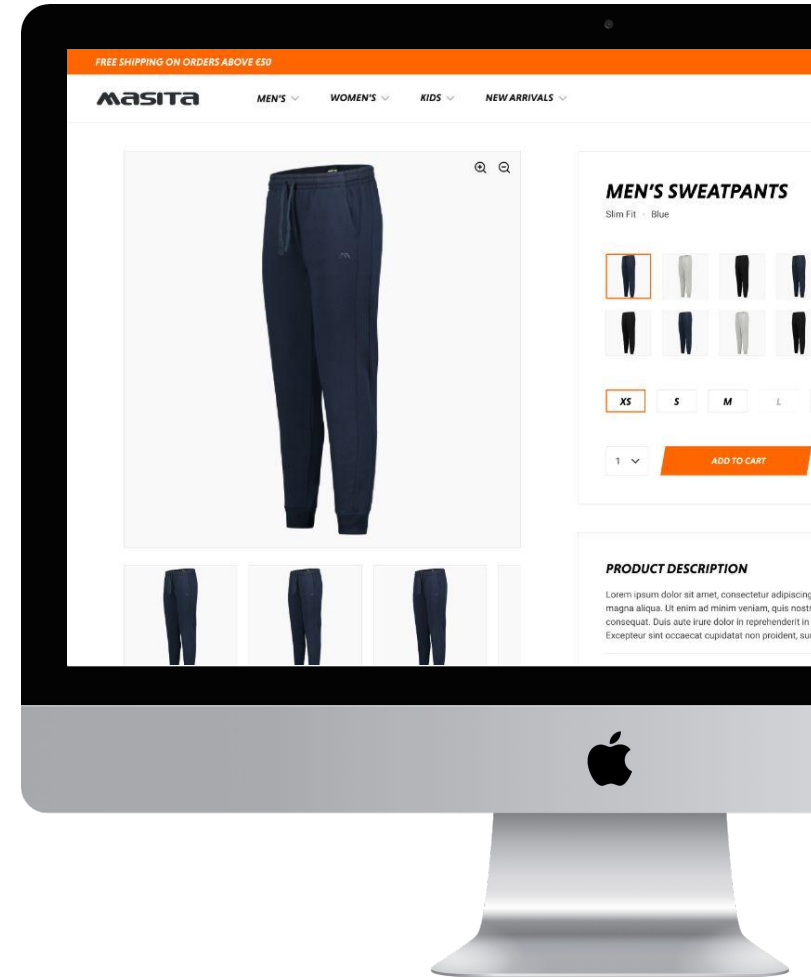 FREE SHIPPING ON ORDERS ABOVE €50
masita
MEN'S
WOMEN'S
KIDS
NEW ARRIVALS
MEN'S SWEATPANTS
Slim Fit · Blue
XS
S
M
L
1
ADD TO CART
PRODUCT DESCRIPTION
Lorem ipsum dolor sit amet, consectetur adipiscing
magna aliqua. Ut enim ad minim veniam, quis nostr
consequat. Duis aute irure dolor in reprehenderit in
Excepteur sint occaecat cupidatat non proident, su